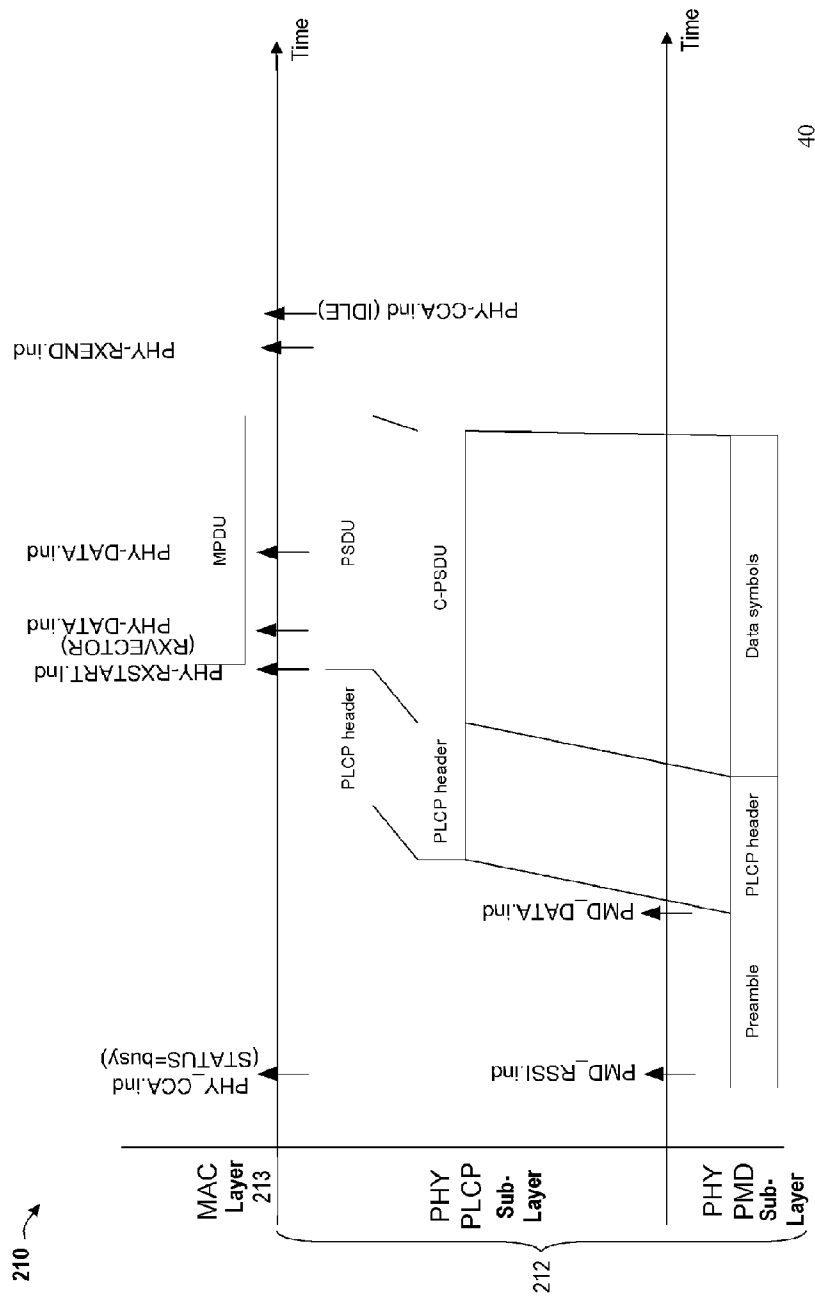 210
MAC
Layer
213
PHY_CCA.ind
(STATUS=busy)
PHY-RXSTART.Ind
(RXVECTOR)
PHY-DATA.ind
PHY-DATA.ind
PHY-RXEND.ind
MPDU
Time
212
PHY
PLCP
Sub-
Layer
PHY-CCA.ind (IDLE)
PLCP header
PSDU
PLCP header
C-PSDU
PMD_RSSI.ind
PMD_DATA.ind
Time
PHY
PMD
Sub-
Layer
Preamble
PLCP header
Data symbols
40